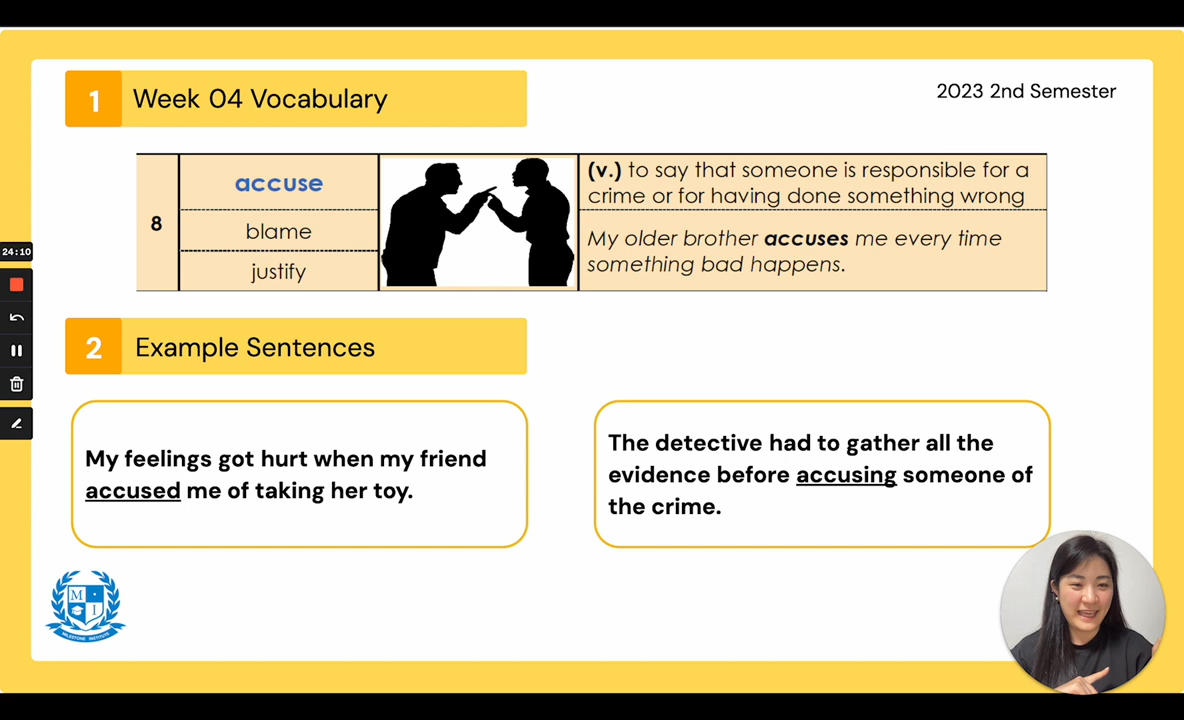 1 Week 04 Vocabulary
2023 2nd Semester
8
accuse
blame
justify
(v.) to say that someone is responsible for a
crime or for having done something wrong
My older brother accuses me every time
something bad happens.
24:10
2 Example Sentences
My feelings got hurt when my friend
accused me of taking her toy.
The detective had to gather all the
evidence before accusing someone of
the crime.
M
I
MILESTONE INSTITUTE